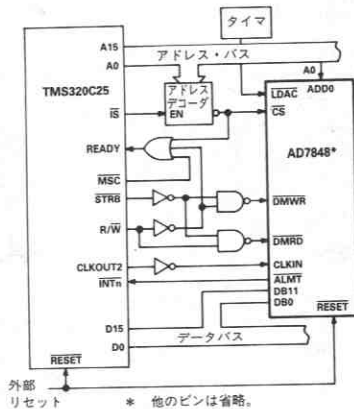 タイマ
A15
アドレス・バス
A0
A0
TMS320C25
アドレス
デコーダ
EN
LDAC
ADD0
IS
CS
READY
AD7848*
MSC
STRB
DMWR
R/W
DMRD
CLKOUT2
CLKIN
INTn
ALMT
DB11
D15
DB0
RESET
D0
データバス
RESET
外部
リセット
* 他のピンは省略。